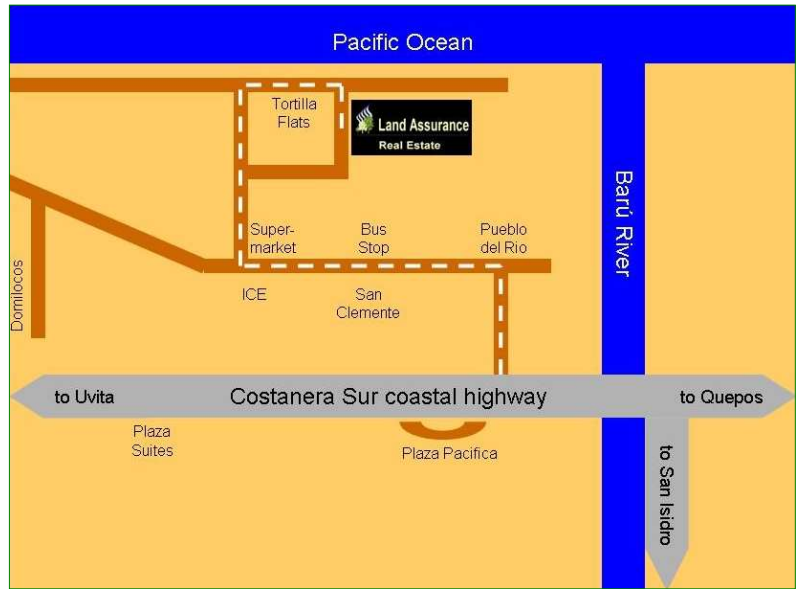 Pacific Ocean
Tortilla
Flats
Land Assurance
Real Estate
Barú River
Super-
market
Bus
Stop
Pueblo
del Rio
Domilocos
ICE
San
Clemente
to Uvita
Costanera Sur coastal highway
to Quepos
Plaza
Suites
Plaza Pacifica
to San Isidro